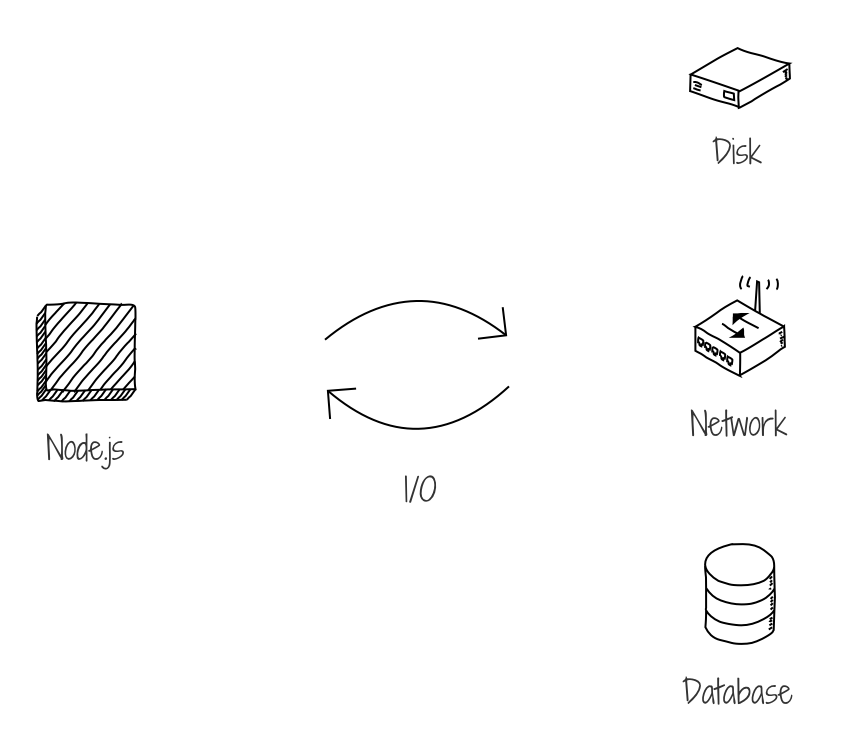 Disk
Network
Node.js
I/O
Database